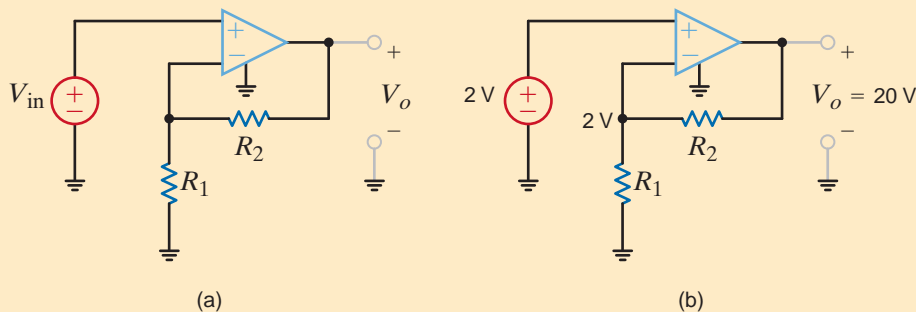 +
−
V_in
+
−
+
V_o
−
R_2
R_1
(a)
+
−
2 V
+
−
2 V
+
V_o = 20 V
−
R_2
R_1
(b)